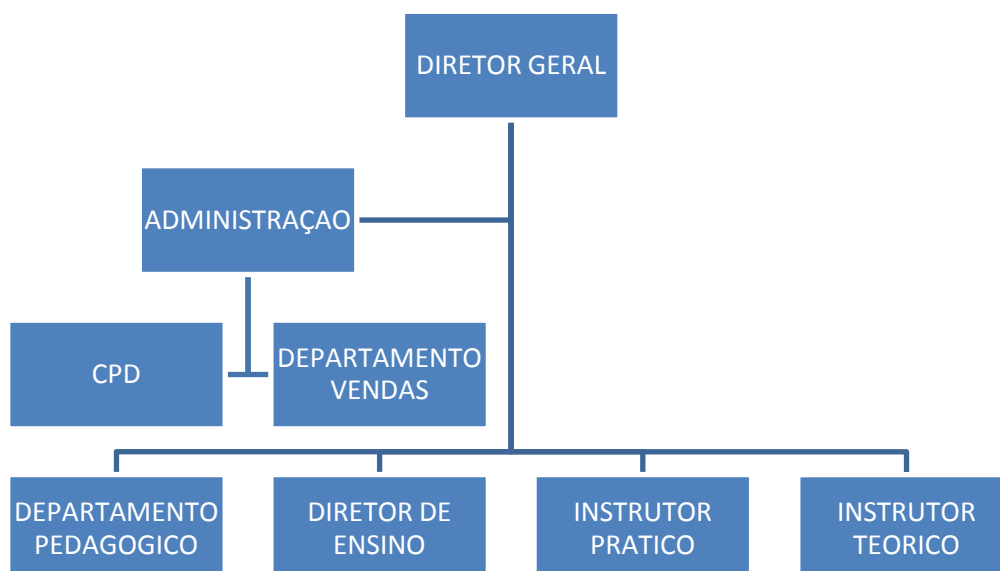 DIRETOR GERAL
ADMINISTRAÇAO
CPD
DEPARTAMENTO
VENDAS
DEPARTAMENTO
PEDAGOGICO
DIRETOR DE
ENSINO
INSTRUTOR
PRATICO
INSTRUTOR
TEORICO